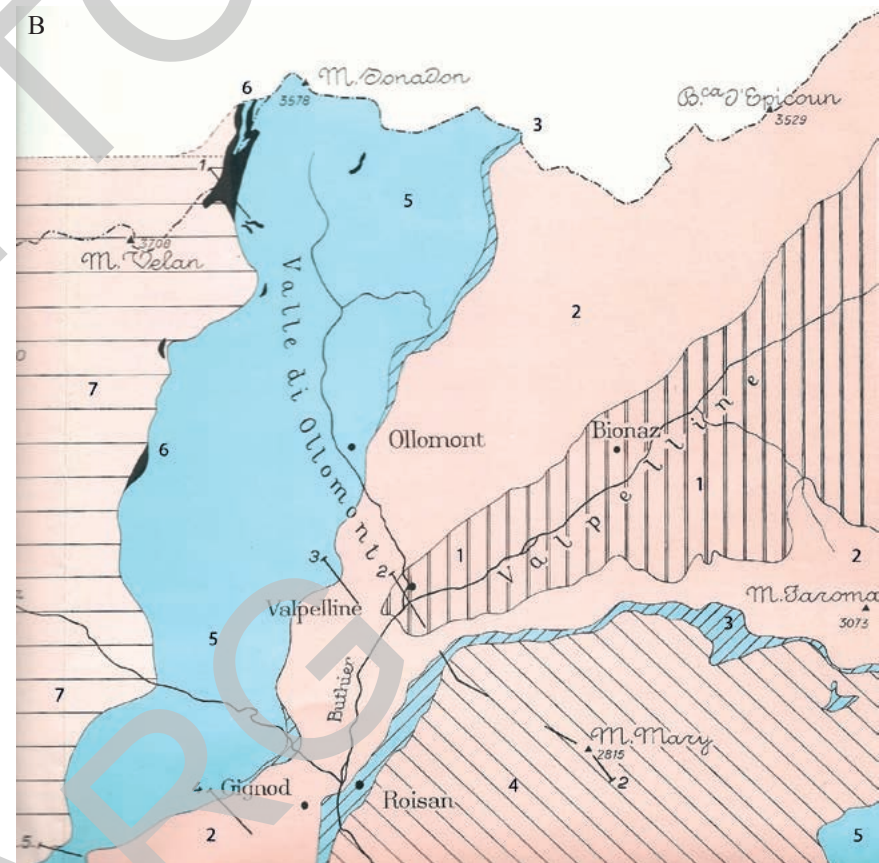 B
6
M. Sonadon
3578
B.ca d'Epicoun
3529
3
1
5
3708
M. Velan
2
Valle di Ollomont
7
Ollomont
Bionaz
6
1
Valpelline
1
3
2
2
Valpelline
M. Faroma
3073
3
5
7
Buthier
M. Mary
2815
2
4
Gignod
Roisan
4
2
5
5